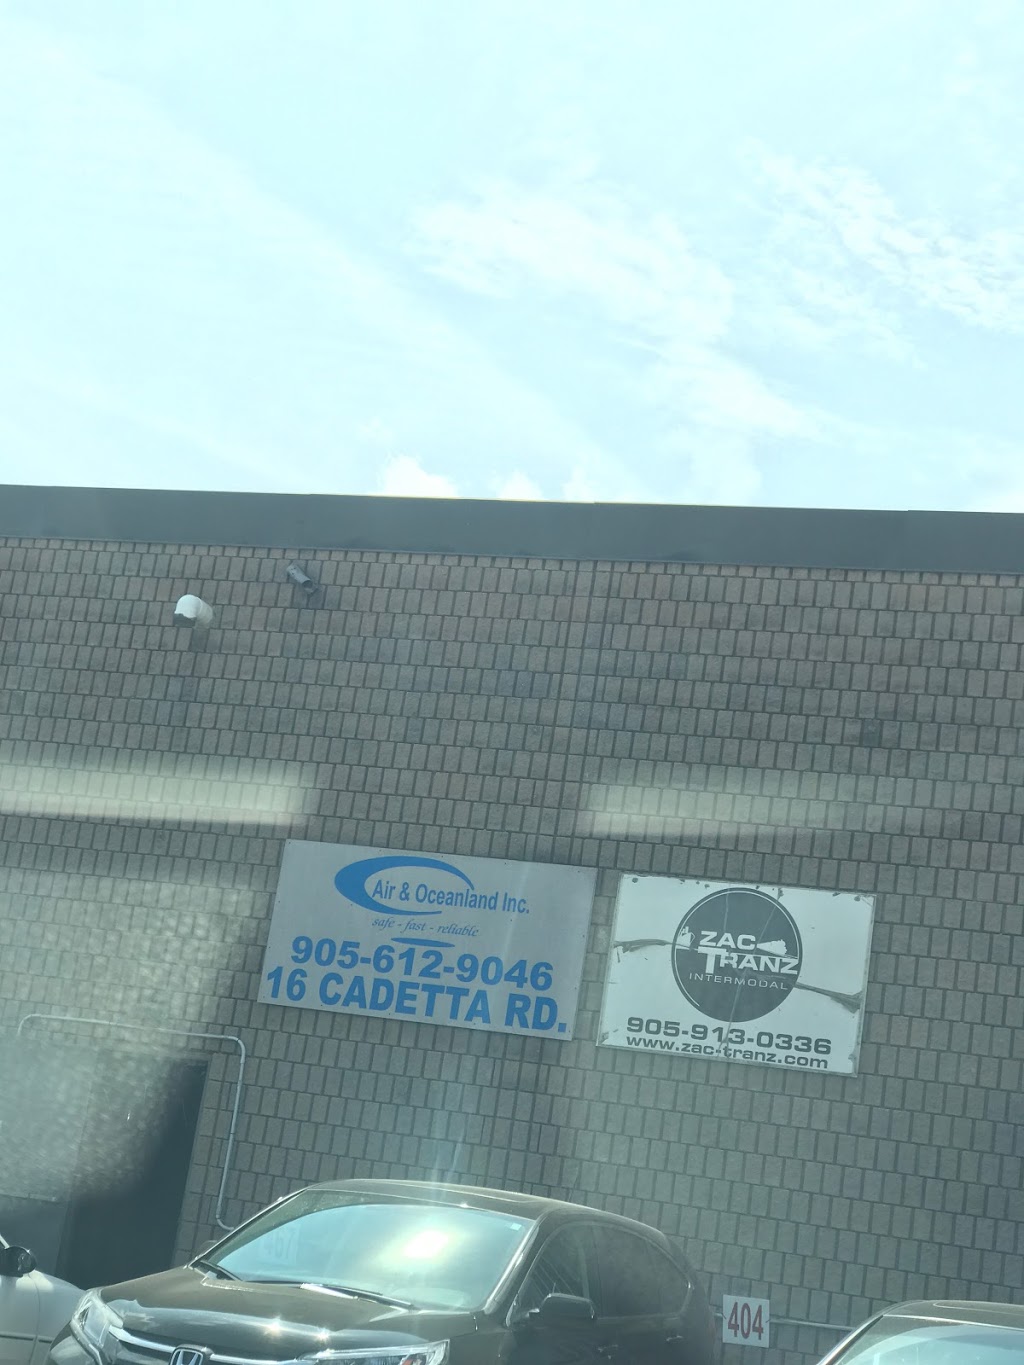 Air & Oceanland Inc.
safe - fast - reliable
905-612-9046
16 CADETTA RD.
ZAC
TRANZ
INTERMODAL
905-913-0336
www.zac-tranz.com
404